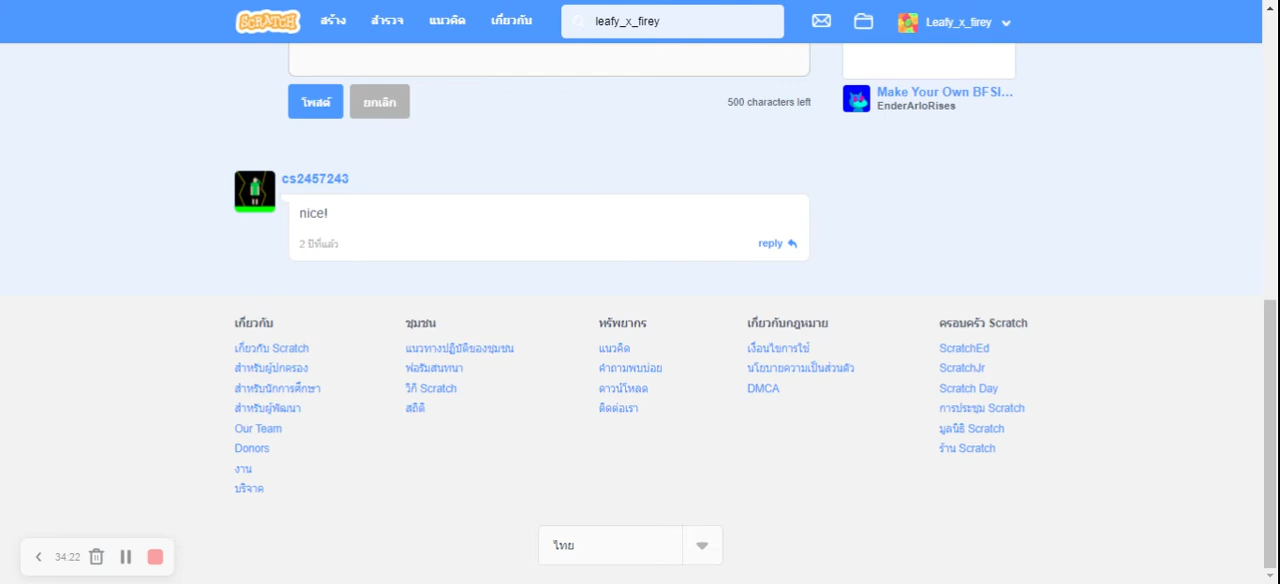 SCRATCH สร้าง สำรวจ แนวคิด เกี่ยวกับ leafy_x_firey Leafy_x_firey
โพสต์ ยกเลิก 500 characters left
Make Your Own BFSI...
EnderArloRises
cs2457243
nice!
2 ปีที่แล้ว reply
เกี่ยวกับ
เกี่ยวกับ Scratch
สำหรับผู้ปกครอง
สำหรับนักการศึกษา
สำหรับผู้พัฒนา
Our Team
Donors
งาน
บริจาค
ชุมชน
แนวทางปฏิบัติของชุมชน
ฟอรัมสนทนา
วิกิ Scratch
สถิติ
ทรัพยากร
แนวคิด
คำถามพบบ่อย
ดาวน์โหลด
ติดต่อเรา
เกี่ยวกับกฎหมาย
เงื่อนไขการใช้
นโยบายความเป็นส่วนตัว
DMCA
ครอบครัว Scratch
ScratchEd
ScratchJr
Scratch Day
การประชุม Scratch
มูลนิธิ Scratch
ร้าน Scratch
ไทย
34:22